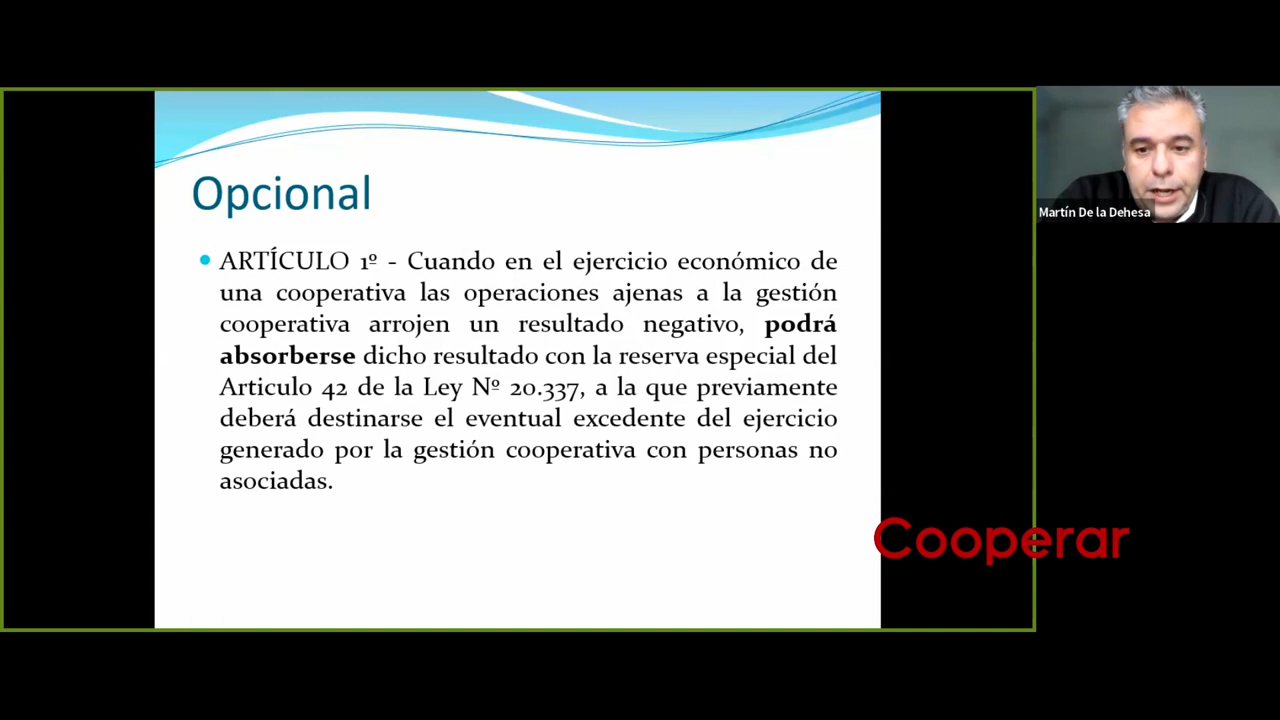 Opcional
ARTÍCULO 1º - Cuando en el ejercicio económico de
una cooperativa las operaciones ajenas a la gestión
cooperativa arrojen un resultado negativo, podrá
absorberse dicho resultado con la reserva especial del
Articulo 42 de la Ley Nº 20.337, a la que previamente
deberá destinarse el eventual excedente del ejercicio
generado por la gestión cooperativa con personas no
asociadas.
Martín De la Dehesa
Cooperar